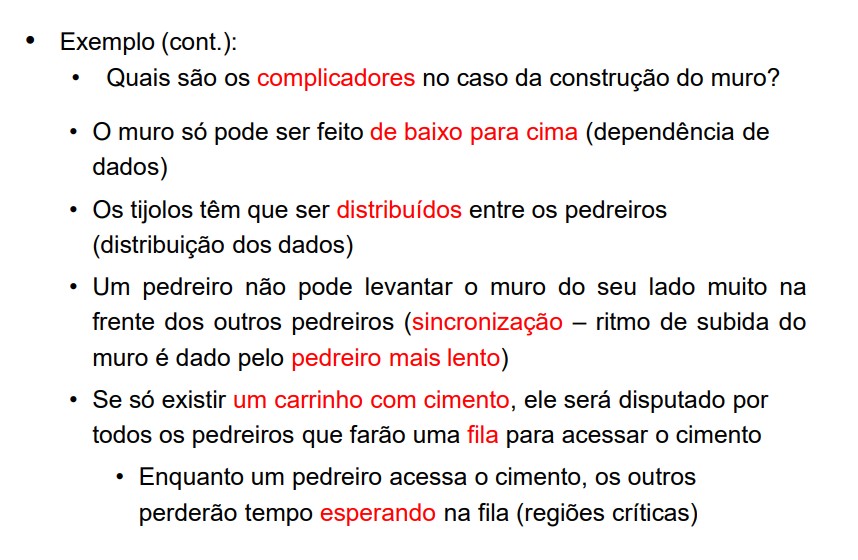 • Exemplo (cont.):
• Quais são os complicadores no caso da construção do muro?
• O muro só pode ser feito de baixo para cima (dependência de
dados)
• Os tijolos têm que ser distribuídos entre os pedreiros
(distribuição dos dados)
• Um pedreiro não pode levantar o muro do seu lado muito na
frente dos outros pedreiros (sincronização – ritmo de subida do
muro é dado pelo pedreiro mais lento)
• Se só existir um carrinho com cimento, ele será disputado por
todos os pedreiros que farão uma fila para acessar o cimento
• Enquanto um pedreiro acessa o cimento, os outros
perderão tempo esperando na fila (regiões críticas)